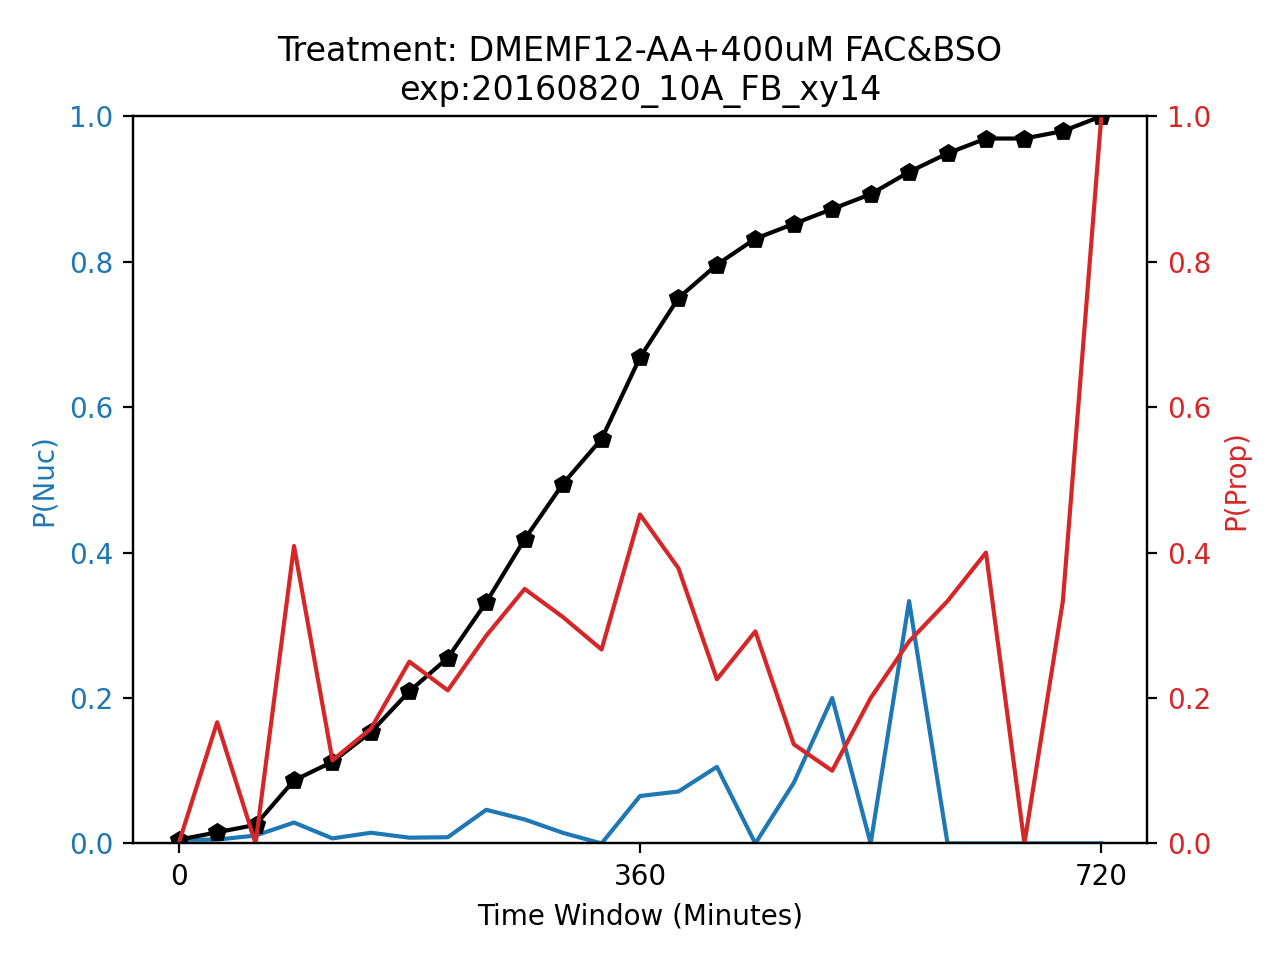 Treatment: DMEMF12-AA+400uM FAC&BSO
exp:20160820_10A_FB_xy14
1.0
0.8
0.6
0.4
0.2
0.0
P(Nuc)
1.0
0.8
0.6
0.4
0.2
0.0
P(Prop)
0 360 720
Time Window (Minutes)